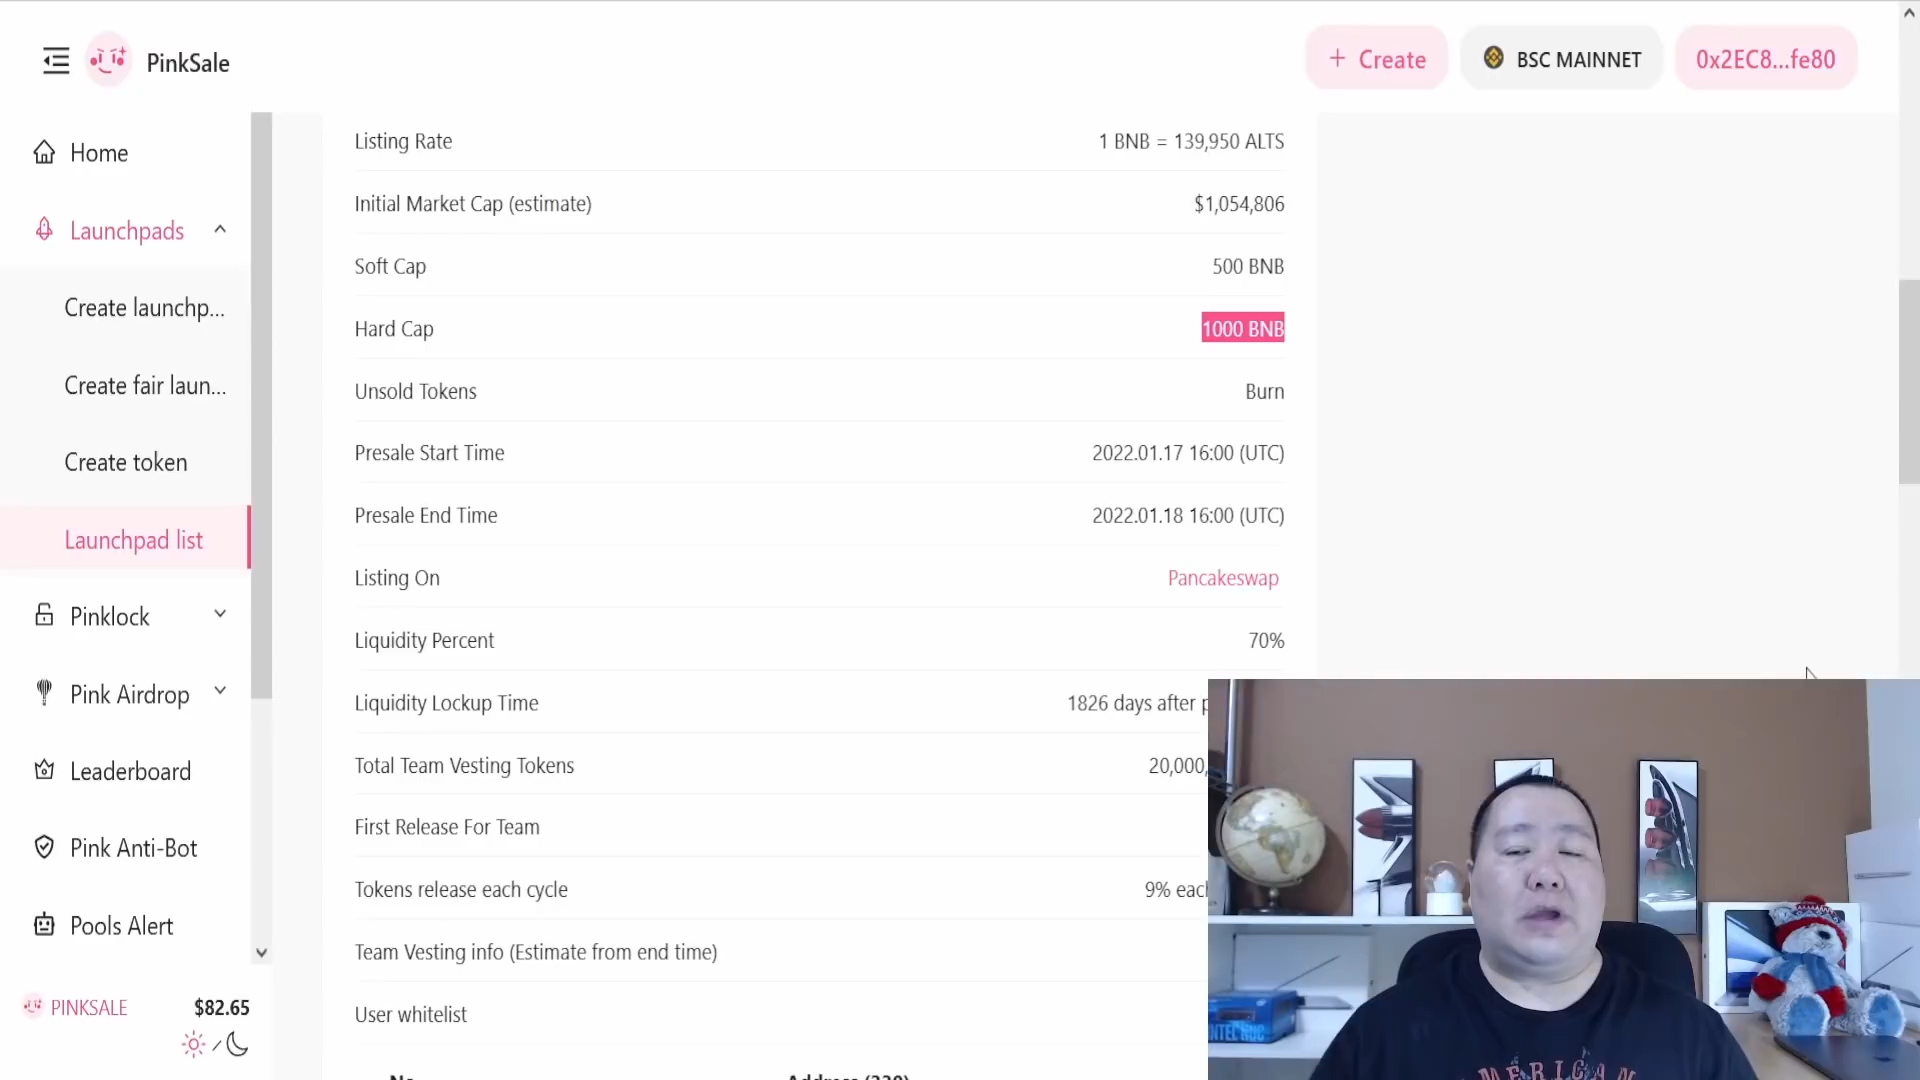 PinkSale
+ Create
BSC MAINNET
0x2EC8...fe80
Home
Launchpads
Create launchp...
Create fair laun...
Create token
Launchpad list
Pinklock
Pink Airdrop
Leaderboard
Pink Anti-Bot
Pools Alert
PINKSALE $82.65
Listing Rate 1 BNB = 139,950 ALTS
Initial Market Cap (estimate) $1,054,806
Soft Cap 500 BNB
Hard Cap 1000 BNB
Unsold Tokens Burn
Presale Start Time 2022.01.17 16:00 (UTC)
Presale End Time 2022.01.18 16:00 (UTC)
Listing On Pancakeswap
Liquidity Percent 70%
Liquidity Lockup Time 1826 days after
Total Team Vesting Tokens 20,000,
First Release For Team
Tokens release each cycle 9% each
Team Vesting info (Estimate from end time)
User whitelist
No